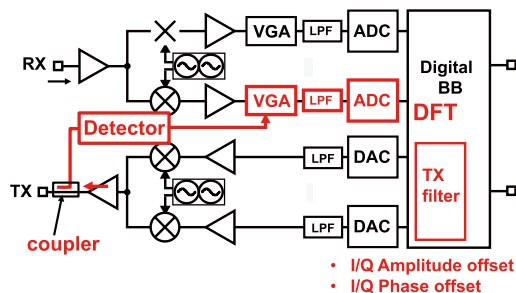 RX
VGA
LPF
ADC
Digital
BB
VGA
LPF
ADC
DFT
Detector
TX
LPF
DAC
TX
filter
LPF
DAC
coupler
• I/Q Amplitude offset
• I/Q Phase offset